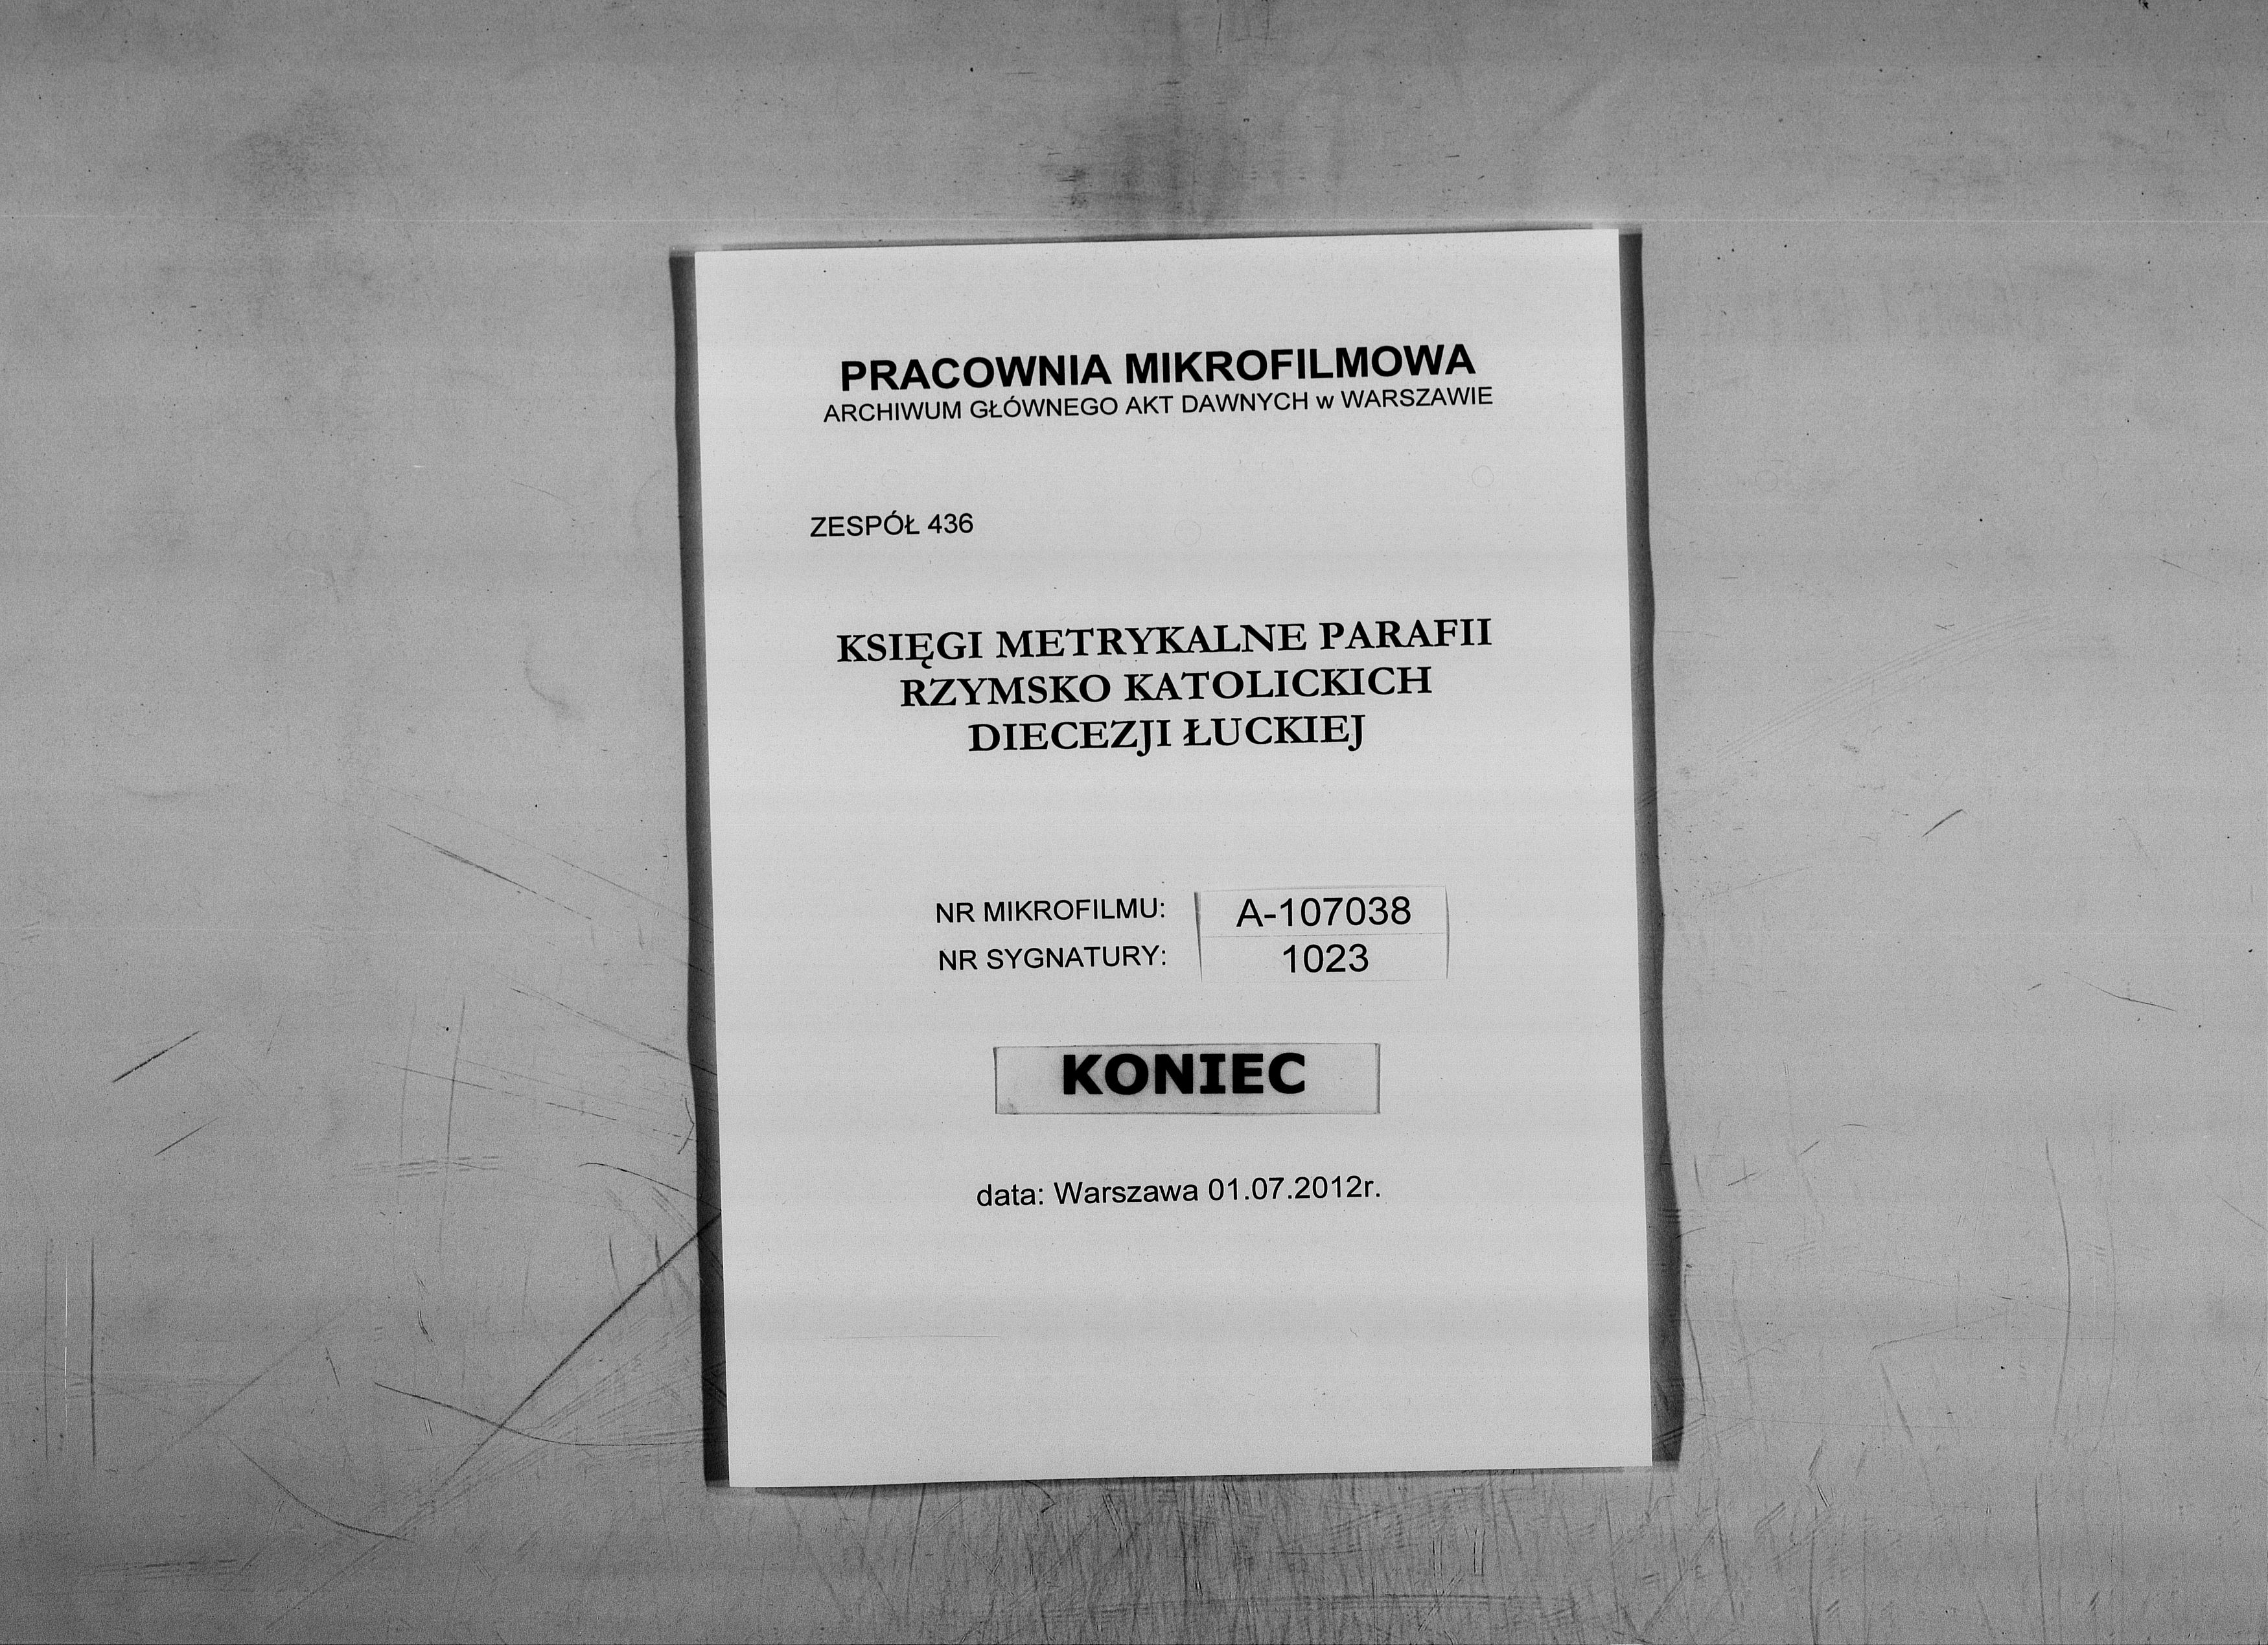 PRACOWNIA MIKROFILMOWA
ARCHIWUM GŁÓWNEGO AKT DAWNYCH w WARSZAWIE
ZESPÓŁ 436
KSIĘGI METRYKALNE PARAFII
RZYMSKO KATOLICKICH
DIECEZJI ŁUCKIEJ
NR MIKROFILMU: A-107038
NR SYGNATURY: 1023
KONIEC
data: Warszawa 01.07.2012r.